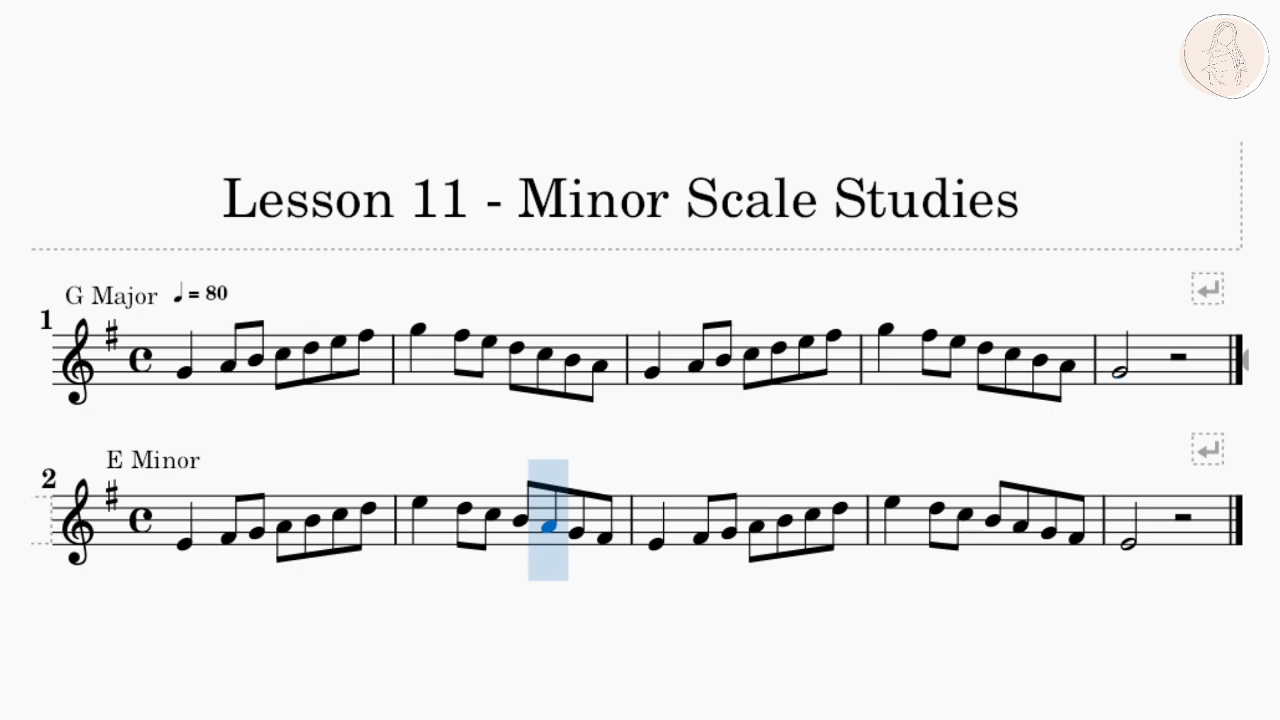 Lesson 11 - Minor Scale Studies
G Major ♩ = 80
1
E Minor
2